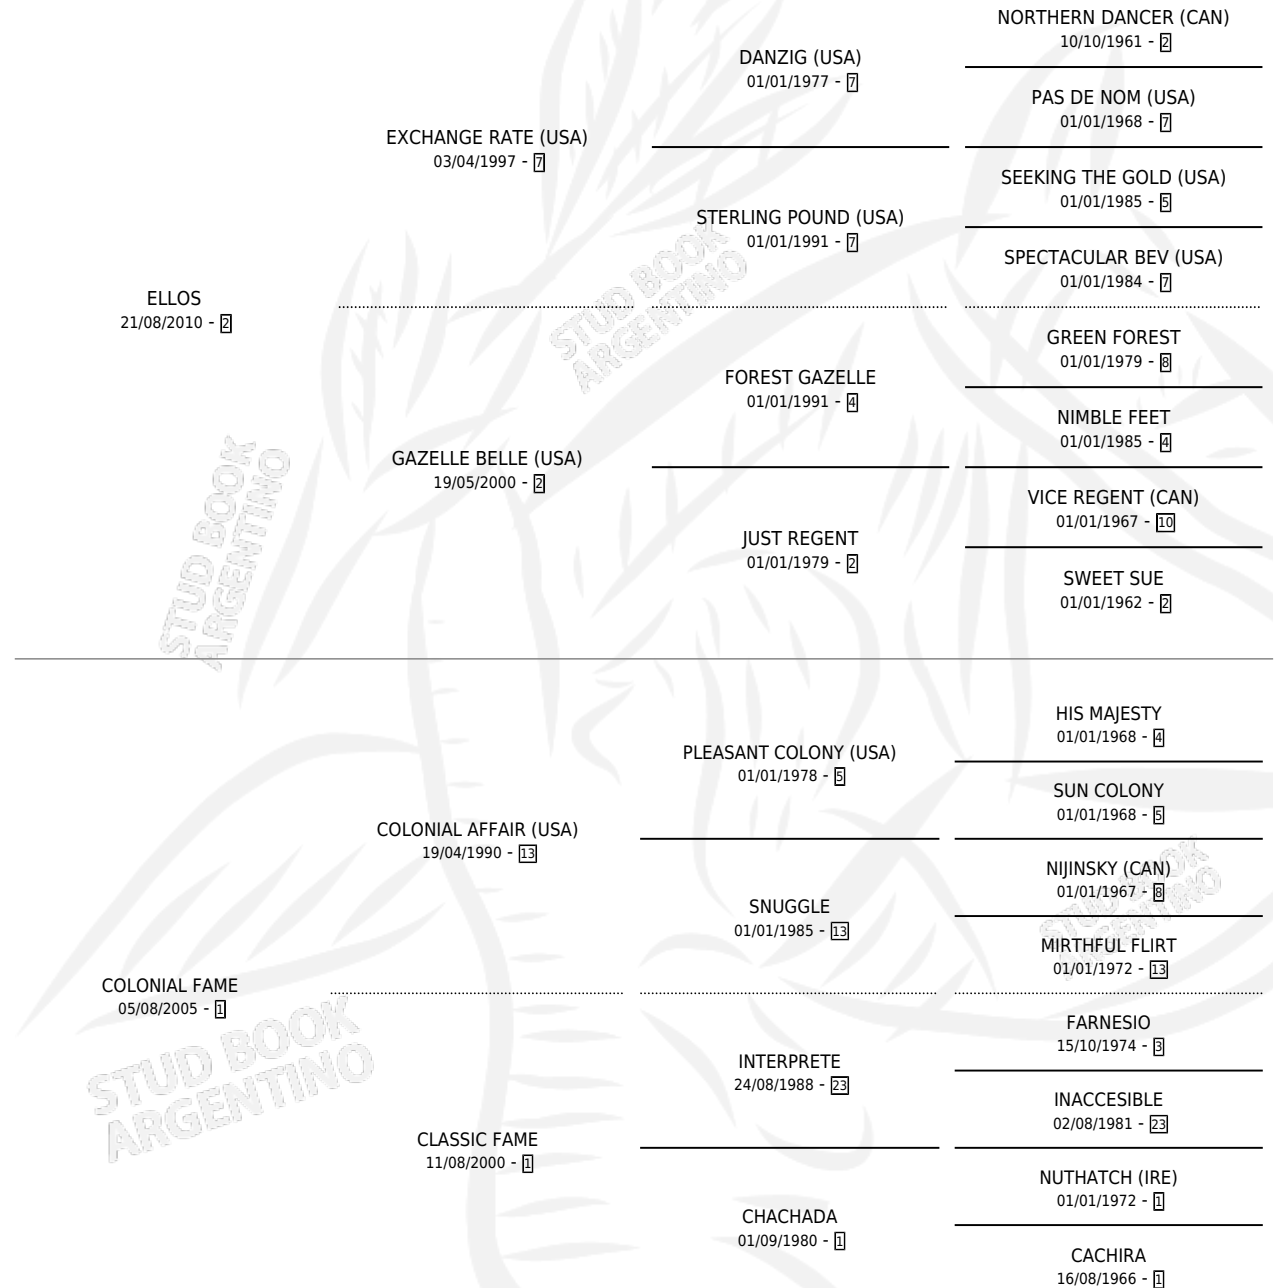 NORTHERN DANCER (CAN)
10/10/1961 - 2
DANZIG (USA)
01/01/1977 - 7
PAS DE NOM (USA)
01/01/1968 - 7
EXCHANGE RATE (USA)
03/04/1997 - 7
SEEKING THE GOLD (USA)
01/01/1985 - 5
STERLING POUND (USA)
01/01/1991 - 7
SPECTACULAR BEV (USA)
01/01/1984 - 7
STUD BOOK
ARGENTINO
ELLOS
21/08/2010 - 2
GREEN FOREST
01/01/1979 - 8
FOREST GAZELLE
01/01/1991 - 4
NIMBLE FEET
01/01/1985 - 4
GAZELLE BELLE (USA)
19/05/2000 - 2
VICE REGENT (CAN)
01/01/1967 - 10
JUST REGENT
01/01/1979 - 2
SWEET SUE
01/01/1962 - 2
STUD BOOK
ARGENTINO
HIS MAJESTY
01/01/1968 - 4
PLEASANT COLONY (USA)
01/01/1978 - 5
SUN COLONY
01/01/1968 - 5
COLONIAL AFFAIR (USA)
19/04/1990 - 13
NIJINSKY (CAN)
01/01/1967 - 8
SNUGGLE
01/01/1985 - 13
MIRTHFUL FLIRT
01/01/1972 - 13
STUD BOOK
ARGENTINO
COLONIAL FAME
05/08/2005 - 1
FARNESIO
15/10/1974 - 3
INTERPRETE
24/08/1988 - 23
INACCESIBLE
02/08/1981 - 23
STUD BOOK
ARGENTINO
CLASSIC FAME
11/08/2000 - 1
NUTHATCH (IRE)
01/01/1972 - 1
CHACHADA
01/09/1980 - 1
CACHIRA
16/08/1966 - 1